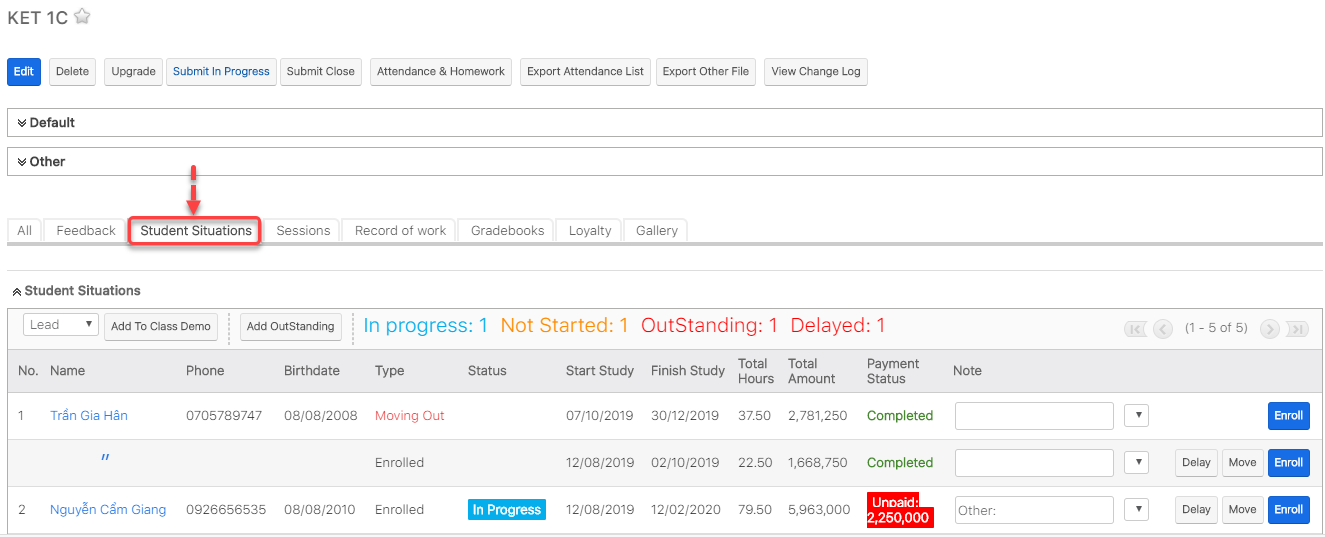 KET 1C
Edit Delete Upgrade Submit In Progress Submit Close Attendance & Homework Export Attendance List Export Other File View Change Log
Default
Other
All Feedback Student Situations Sessions Record of work Gradebooks Loyalty Gallery
Student Situations
Lead Add To Class Demo Add OutStanding In progress: 1 Not Started: 1 OutStanding: 1 Delayed: 1 (1 - 5 of 5)
No. Name Phone Birthdate Type Status Start Study Finish Study Total Hours Total Amount Payment Status Note
1 Trần Gia Hân 0705789747 08/08/2008 Moving Out 07/10/2019 30/12/2019 37.50 2,781,250 Completed Enroll
" Enrolled 12/08/2019 02/10/2019 22.50 1,668,750 Completed Delay Move Enroll
2 Nguyễn Cẩm Giang 0926656535 08/08/2010 Enrolled In Progress 12/08/2019 12/02/2020 79.50 5,963,000 Unpaid: 2,250,000 Other: Delay Move Enroll